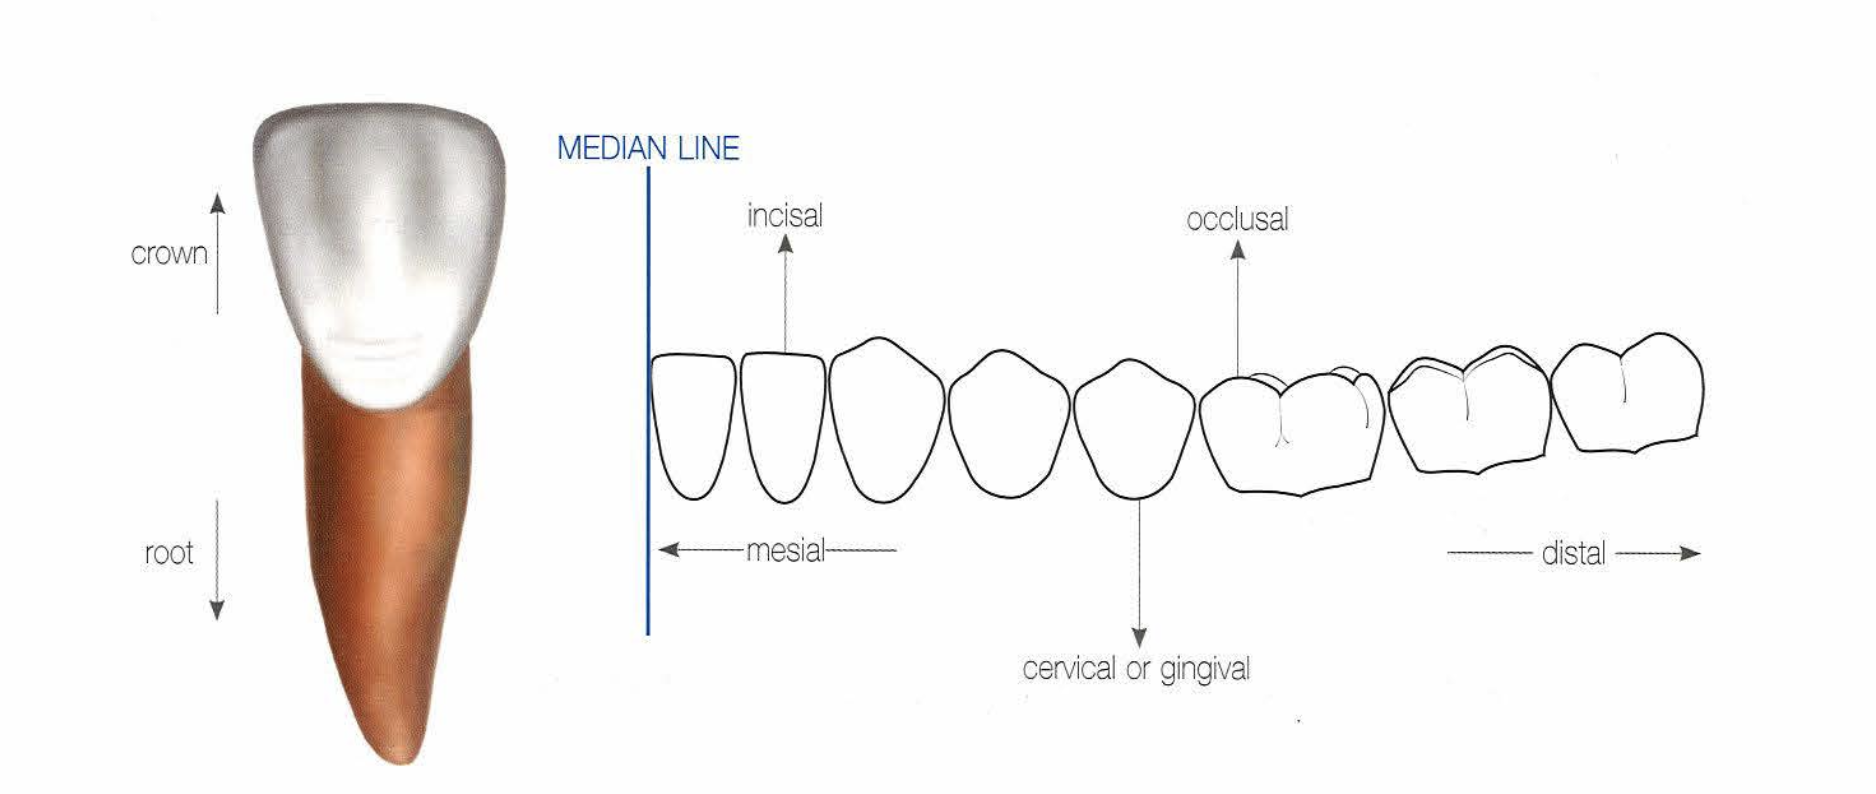 MEDIAN LINE
incisal
occlusal
crown
mesial
distal
root
cervical or gingival